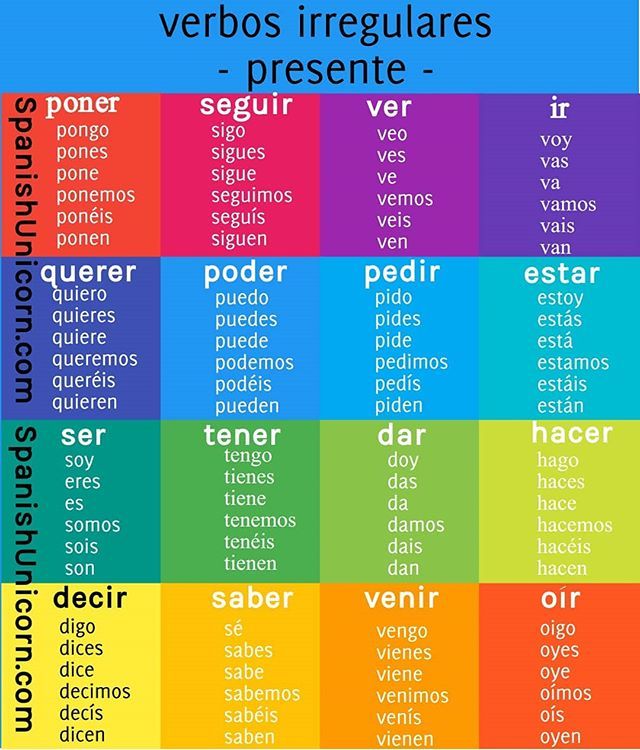 verbos irregulares
- presente -
SpanishUnicorn.com
SpanishUnicorn.com
poner
pongo
pones
pone
ponemos
ponéis
ponen
seguir
sigo
sigues
sigue
seguimos
seguís
siguen
ver
veo
ves
ve
vemos
veis
ven
ir
voy
vas
va
vamos
vais
van
querer
quiero
quieres
quiere
queremos
queréis
quieren
poder
puedo
puedes
puede
podemos
podéis
pueden
pedir
pido
pides
pide
pedimos
pedís
piden
estar
estoy
estás
está
estamos
estáis
están
ser
soy
eres
es
somos
sois
son
tener
tengo
tienes
tiene
tenemos
tenéis
tienen
dar
doy
das
da
damos
dais
dan
hacer
hago
haces
hace
hacemos
hacéis
hacen
decir
digo
dices
dice
decimos
decís
dicen
saber
sé
sabes
sabe
sabemos
sabéis
saben
venir
vengo
vienes
viene
venimos
venís
vienen
oír
oigo
oyes
oye
oímos
oís
oyen